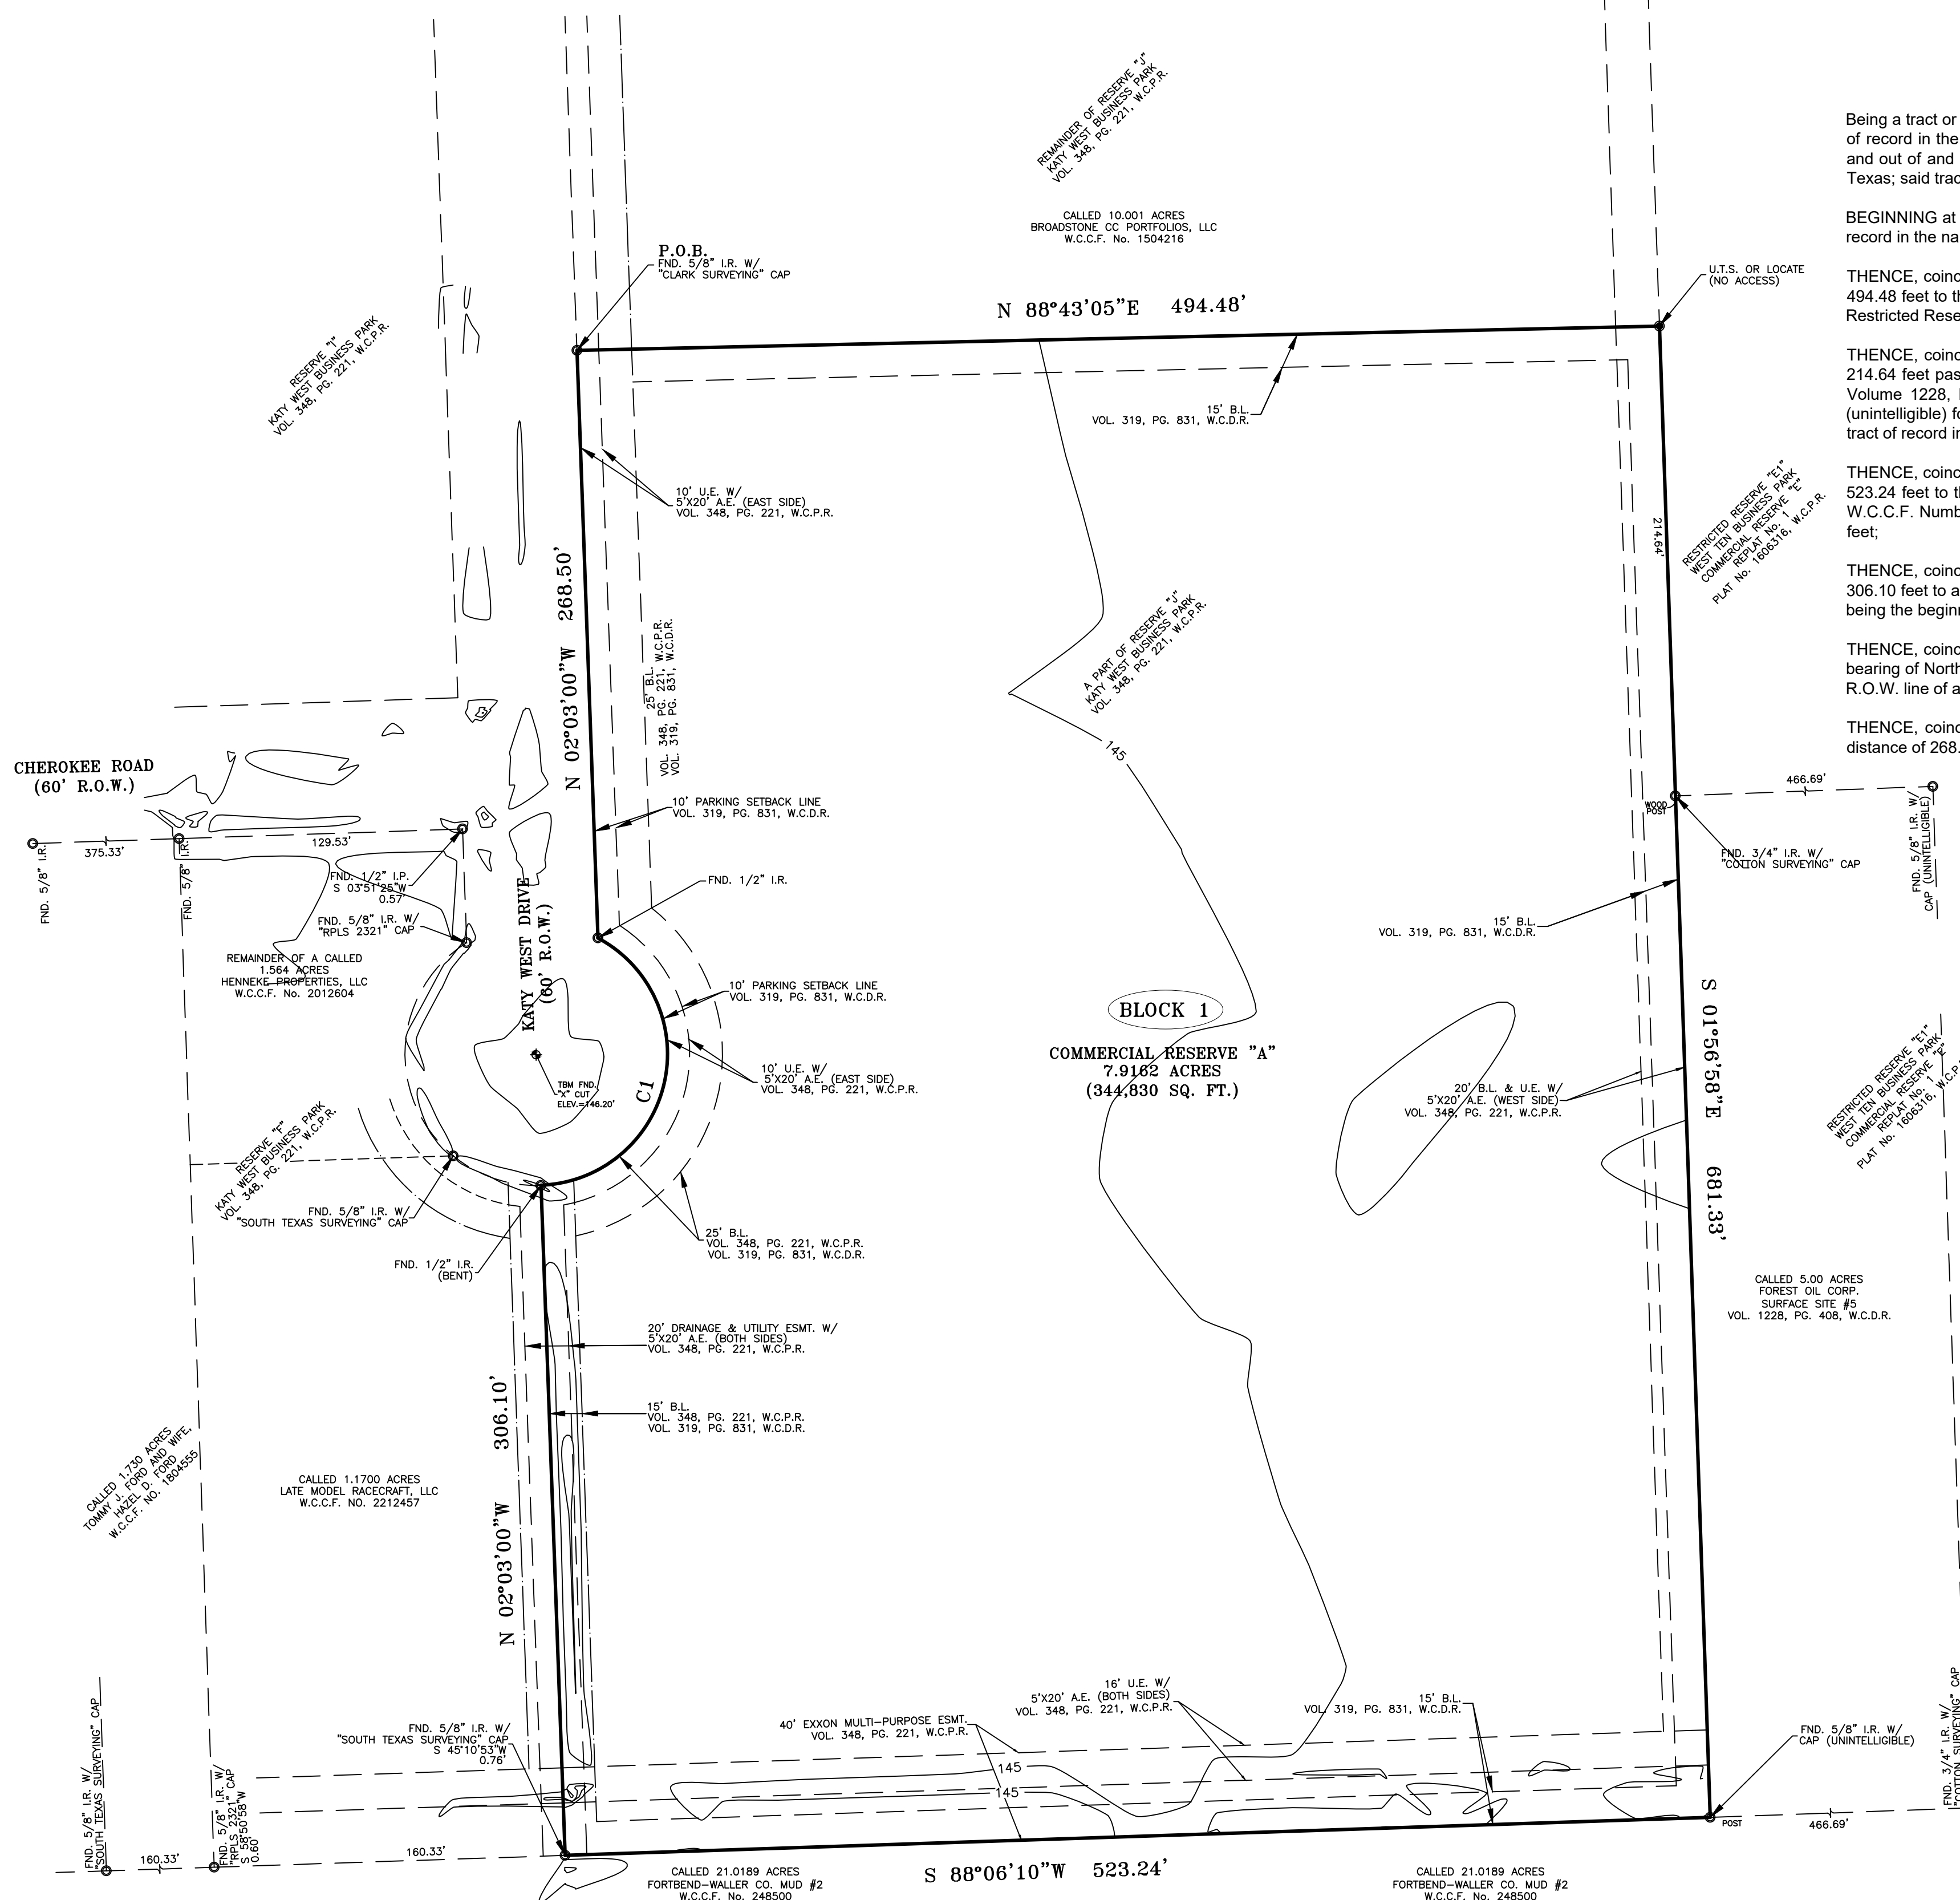 REMAINDER OF RESERVE "J"
KATY WEST BUSINESS PARK
VOL. 348, PG. 221, W.C.P.R.
CALLED 10.001 ACRES
BROADSTONE CC PORTFOLIOS, LLC
W.C.C.F. No. 1504216
P.O.B.
FND. 5/8" I.R. W/
"CLARK SURVEYING" CAP
U.T.S. OR LOCATE
(NO ACCESS)
N 88°43'05"E 494.48'
RESERVE "I"
KATY WEST BUSINESS PARK
VOL. 348, PG. 221, W.C.P.R.
15' B.L.
VOL. 319, PG. 831, W.C.D.R.
10' U.E. W/
5'X20' A.E. (EAST SIDE)
VOL. 348, PG. 221, W.C.P.R.
214.64'
RESTRICTED RESERVE "E1"
WEST TEN BUSINESS PARK
COMMERCIAL RESERVE "E"
REPLAT No. 1
PLAT No. 1606316, W.C.P.R.
N 02°03'00"W 268.50'
25' B.L.
VOL. 348, PG. 221, W.C.P.R.
VOL. 319, PG. 831, W.C.D.R.
A PART OF RESERVE "J"
KATY WEST BUSINESS PARK
VOL. 348, PG. 221, W.C.P.R.
145
CHEROKEE ROAD
(60' R.O.W.)
375.33'
129.53'
FND. 5/8" I.R.
FND. 5/8" I.R.
FND. 1/2" I.P.
S 03°51'25"W
0.57'
FND. 5/8" I.R. W/
"RPLS 2321" CAP
REMAINDER OF A CALLED
1.564 ACRES
HENNEKE PROPERTIES, LLC
W.C.C.F. No. 2012604
KATY WEST DRIVE
(60' R.O.W.)
10' PARKING SETBACK LINE
VOL. 319, PG. 831, W.C.D.R.
FND. 1/2" I.R.
466.69'
WOOD
POST
FND. 3/4" I.R. W/
"COTTON SURVEYING" CAP
FND. 5/8" I.R. W/
CAP (UNINTELLIGIBLE)
15' B.L.
VOL. 319, PG. 831, W.C.D.R.
10' PARKING SETBACK LINE
VOL. 319, PG. 831, W.C.D.R.
BLOCK 1
COMMERCIAL RESERVE "A"
7.9162 ACRES
(344,830 SQ. FT.)
S 01°56'58"E 681.33'
TBM FND.
"X" CUT
ELEV.=146.20'
C1
10' U.E. W/
5'X20' A.E. (EAST SIDE)
VOL. 348, PG. 221, W.C.P.R.
20' B.L. & U.E. W/
5'X20' A.E. (WEST SIDE)
VOL. 348, PG. 221, W.C.P.R.
RESTRICTED RESERVE "E1"
WEST TEN BUSINESS PARK
COMMERCIAL RESERVE "E"
REPLAT No. 1
PLAT No. 1606316, W.C.P.
RESERVE "F"
KATY WEST BUSINESS PARK
VOL. 348, PG. 221, W.C.P.R.
FND. 5/8" I.R. W/
"SOUTH TEXAS SURVEYING" CAP
FND. 1/2" I.R.
(BENT)
25' B.L.
VOL. 348, PG. 221, W.C.P.R.
VOL. 319, PG. 831, W.C.D.R.
CALLED 5.00 ACRES
FOREST OIL CORP.
SURFACE SITE #5
VOL. 1228, PG. 408, W.C.D.R.
20' DRAINAGE & UTILITY ESMT. W/
5'X20' A.E. (BOTH SIDES)
VOL. 348, PG. 221, W.C.P.R.
15' B.L.
VOL. 348, PG. 221, W.C.P.R.
VOL. 319, PG. 831, W.C.D.R.
N 02°03'00"W 306.10'
CALLED 1.730 ACRES
TOMMY J. FORD AND WIFE,
HAZEL D. FORD
W.C.C.F. NO. 1804555
CALLED 1.1700 ACRES
LATE MODEL RACECRAFT, LLC
W.C.C.F. NO. 2212457
FND. 5/8" I.R. W/
"SOUTH TEXAS SURVEYING" CAP
S 45°10'53"W
0.76'
40' EXXON MULTI-PURPOSE ESMT.
VOL. 348, PG. 221, W.C.P.R.
16' U.E. W/
5'X20' A.E. (BOTH SIDES)
VOL. 348, PG. 221, W.C.P.R.
15' B.L.
VOL. 319, PG. 831, W.C.D.R.
FND. 5/8" I.R. W/
CAP (UNINTELLIGIBLE)
145
145
FND. 5/8" I.R. W/
"SOUTH TEXAS SURVEYING" CAP
FND. 5/8" I.R. W/
"RPLS 2321" CAP
S 58°50'58"W
0.60'
160.33'
160.33'
POST
466.69'
FND. 3/4" I.R. W/
"COTTON SURVEYING" CAP
S 88°06'10"W 523.24'
CALLED 21.0189 ACRES
FORTBEND-WALLER CO. MUD #2
W.C.C.F. No. 248500
CALLED 21.0189 ACRES
FORTBEND-WALLER CO. MUD #2
W.C.C.F. No. 248500
Being a tract or
of record in the
and out of and
Texas; said trac
BEGINNING at
record in the na
THENCE, coinc
494.48 feet to th
Restricted Rese
THENCE, coinc
214.64 feet pas
Volume 1228,
(unintelligible) fo
tract of record in
THENCE, coinc
523.24 feet to th
W.C.C.F. Numb
feet;
THENCE, coinc
306.10 feet to a
being the beginn
THENCE, coinc
bearing of North
R.O.W. line of a
THENCE, coinc
distance of 268.